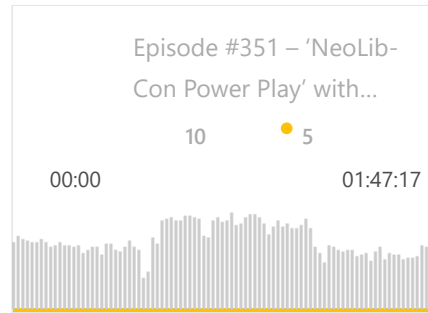 Episode #351 – ‘NeoLib-
Con Power Play’ with...
10 5
00:00 01:47:17